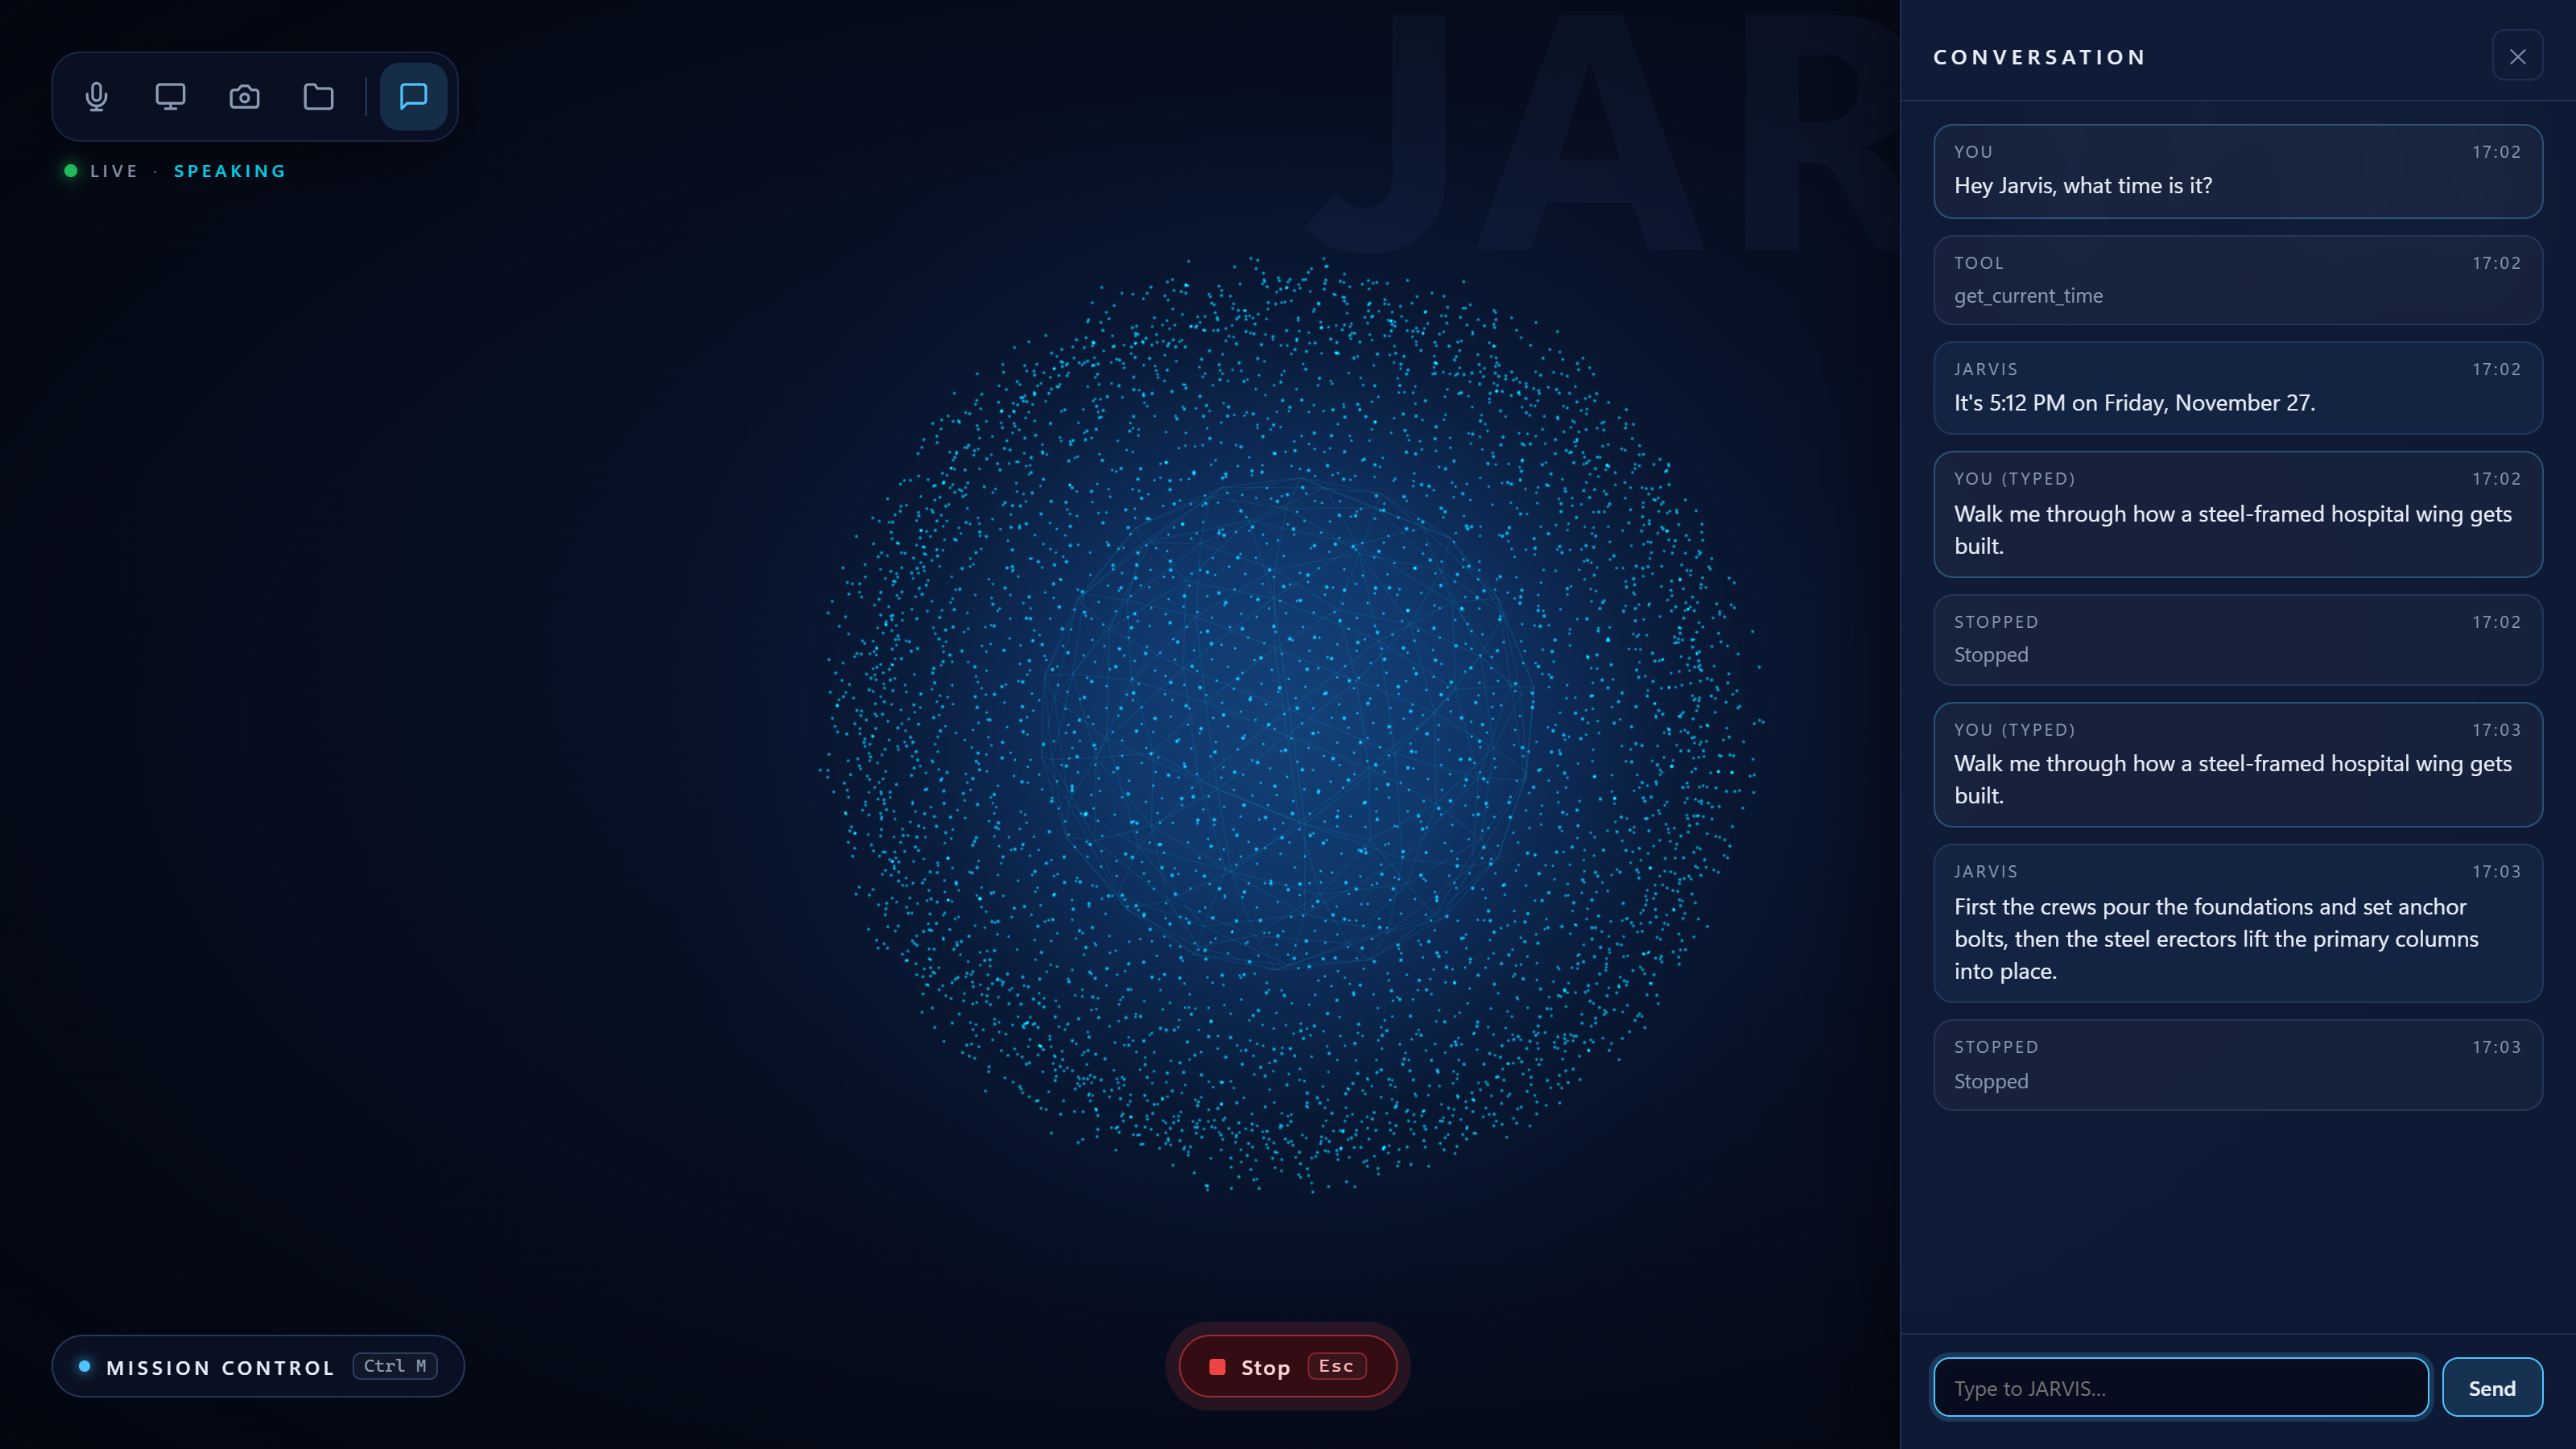 JAR
LIVE · SPEAKING
CONVERSATION
YOU 17:02
Hey Jarvis, what time is it?
TOOL 17:02
get_current_time
JARVIS 17:02
It's 5:12 PM on Friday, November 27.
YOU (TYPED) 17:02
Walk me through how a steel-framed hospital wing gets
built.
STOPPED 17:02
Stopped
YOU (TYPED) 17:03
Walk me through how a steel-framed hospital wing gets
built.
JARVIS 17:03
First the crews pour the foundations and set anchor
bolts, then the steel erectors lift the primary columns
into place.
STOPPED 17:03
Stopped
MISSION CONTROL Ctrl M
Stop Esc
Type to JARVIS...
Send